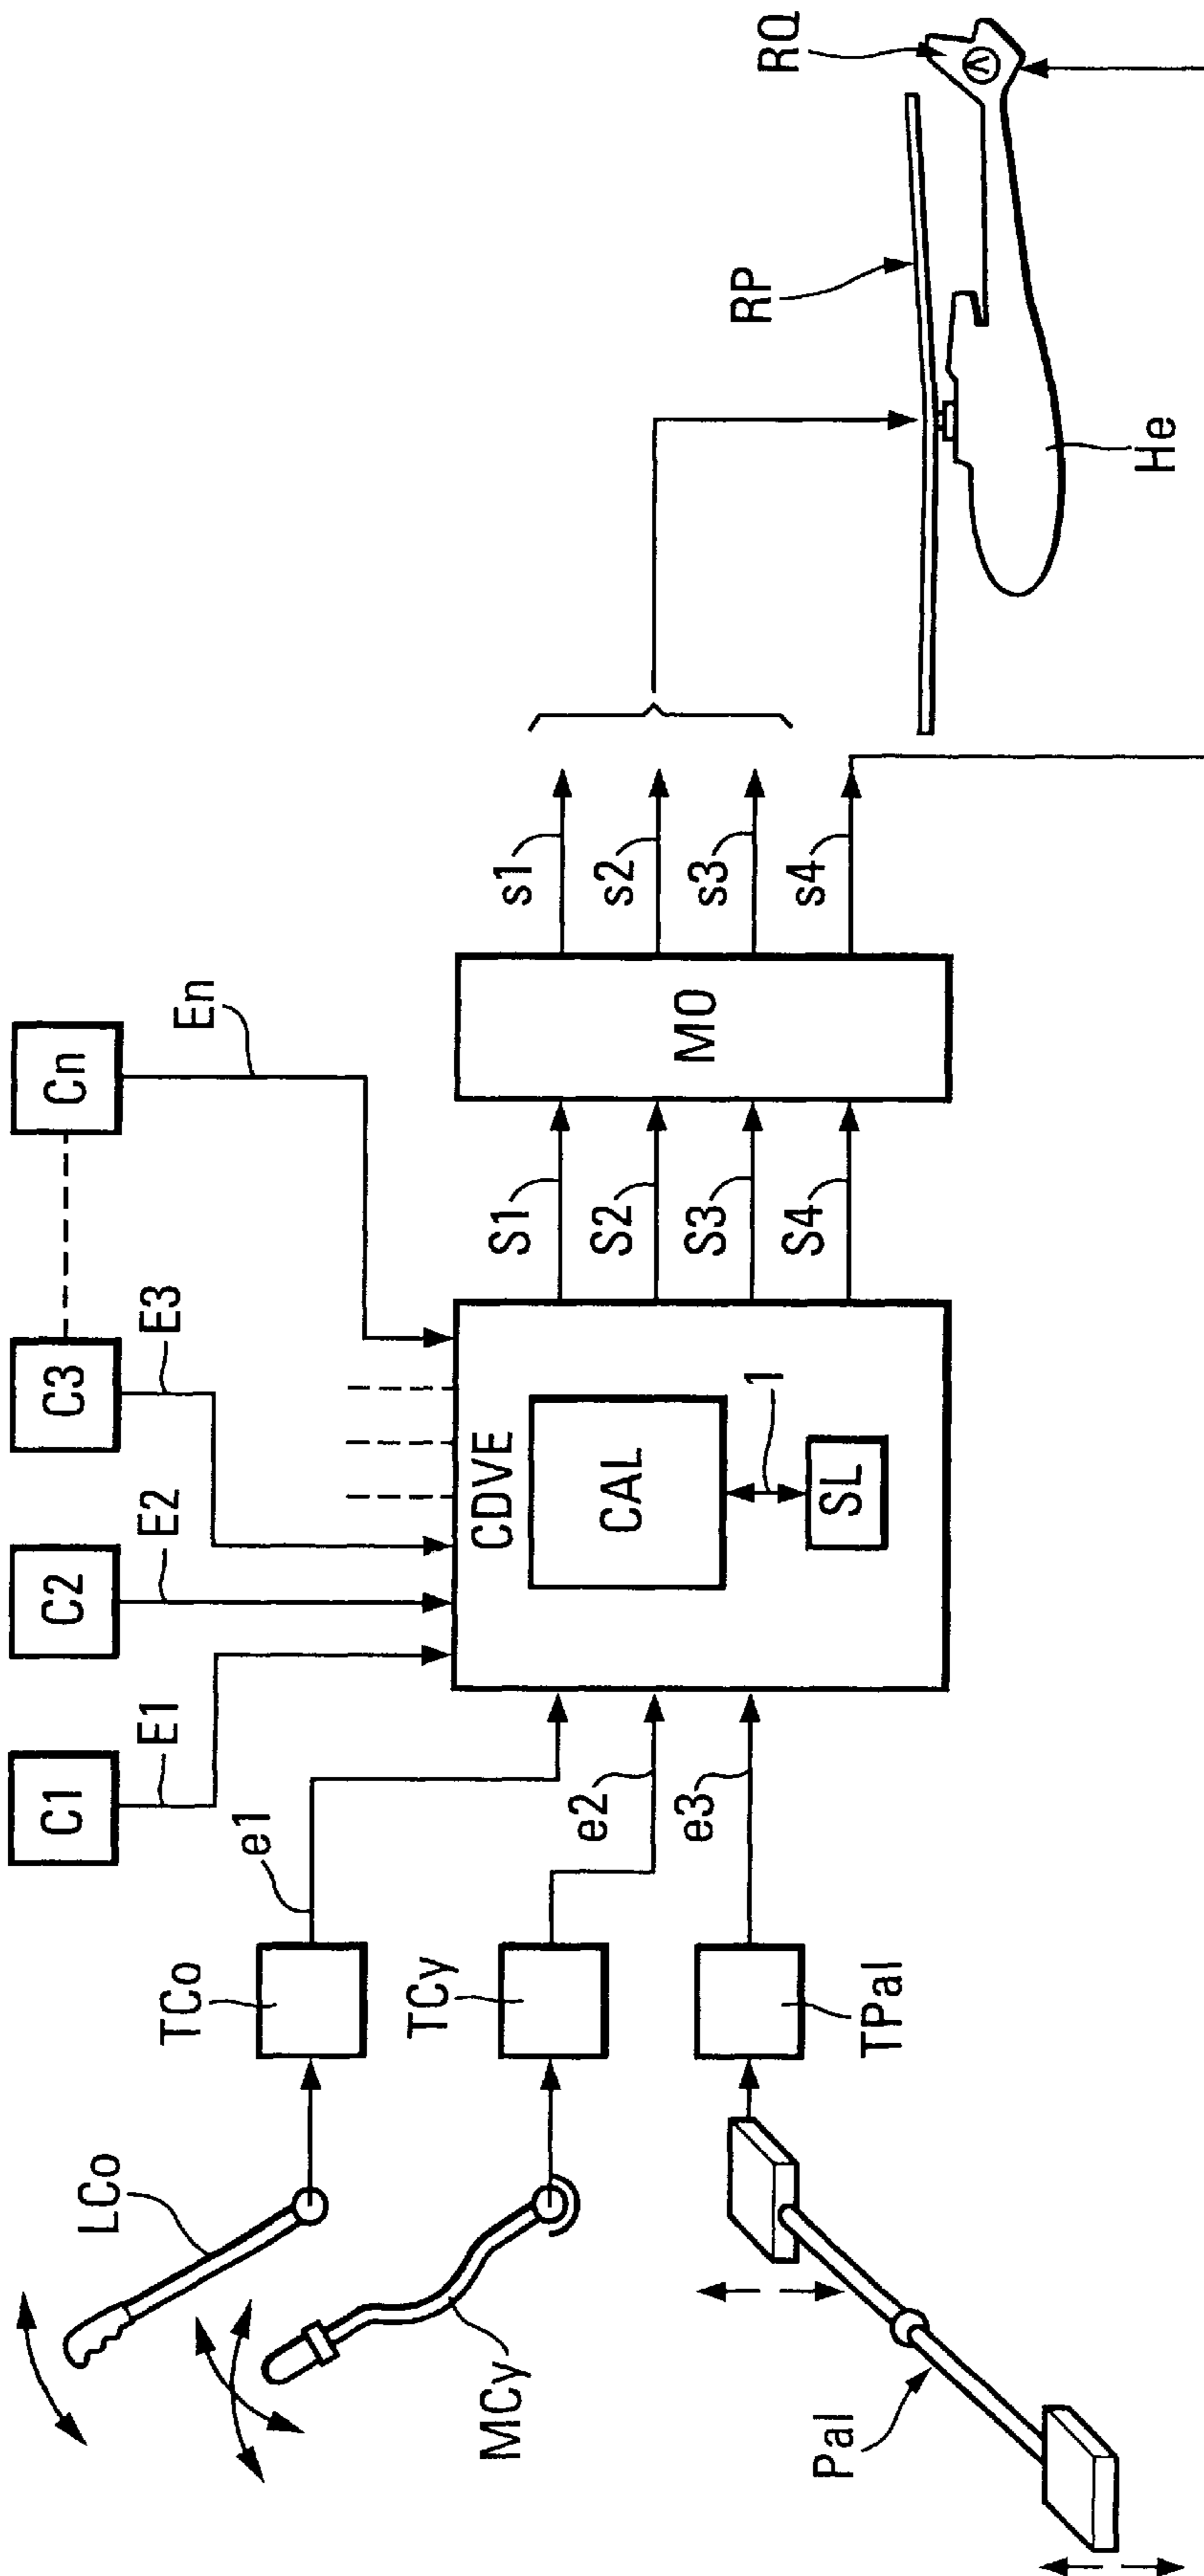 C1
C2
C3
Cn
E1
E2
E3
En
LCo
TCo
e1
MCy
TCy
e2
Pal
TPal
e3
CDVE
CAL
1
SL
S1
S2
S3
S4
MO
s1
s2
s3
s4
RP
RQ
He